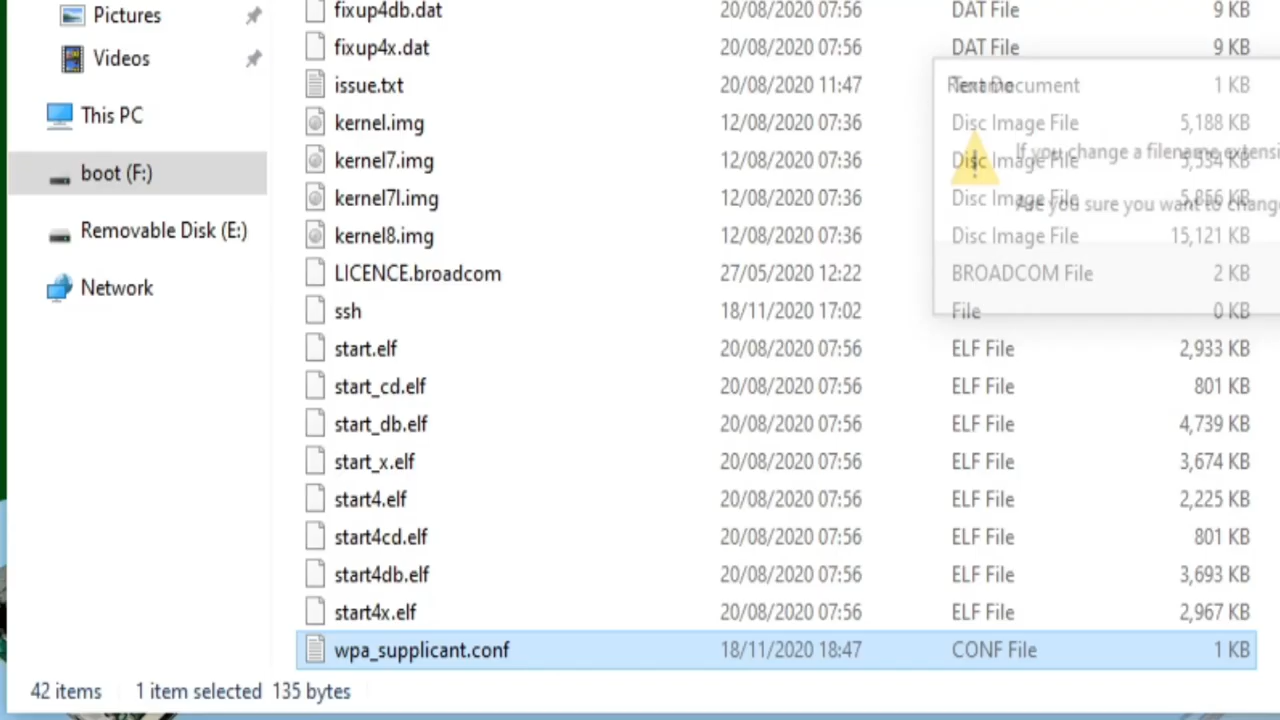 Pictures
Videos
This PC
boot (F:)
Removable Disk (E:)
Network
fixup4db.dat 20/08/2020 07:56 DAT File 9 KB
fixup4x.dat 20/08/2020 07:56 DAT File 9 KB
issue.txt 20/08/2020 11:47 Text Document 1 KB
kernel.img 12/08/2020 07:36 Disc Image File 5,188 KB
kernel7.img 12/08/2020 07:36 Disc Image File 5,534 KB
kernel7l.img 12/08/2020 07:36 Disc Image File 5,856 KB
kernel8.img 12/08/2020 07:36 Disc Image File 15,121 KB
LICENCE.broadcom 27/05/2020 12:22 BROADCOM File 2 KB
ssh 18/11/2020 17:02 File 0 KB
start.elf 20/08/2020 07:56 ELF File 2,933 KB
start_cd.elf 20/08/2020 07:56 ELF File 801 KB
start_db.elf 20/08/2020 07:56 ELF File 4,739 KB
start_x.elf 20/08/2020 07:56 ELF File 3,674 KB
start4.elf 20/08/2020 07:56 ELF File 2,225 KB
start4cd.elf 20/08/2020 07:56 ELF File 801 KB
start4db.elf 20/08/2020 07:56 ELF File 3,693 KB
start4x.elf 20/08/2020 07:56 ELF File 2,967 KB
wpa_supplicant.conf 18/11/2020 18:47 CONF File 1 KB
Rename
If you change a filename extensi
Are you sure you want to change
42 items 1 item selected 135 bytes